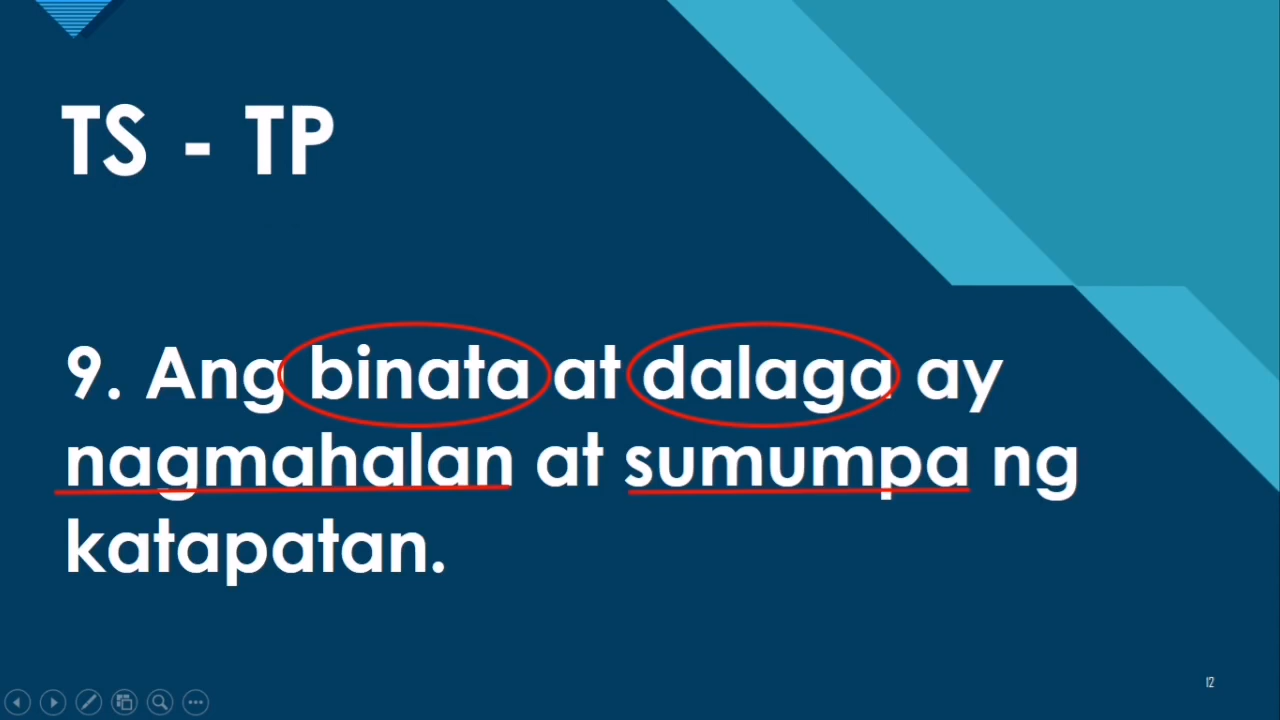 TS - TP
9. Ang binata at dalaga ay
nagmahalan at sumumpa ng
katapatan.
12